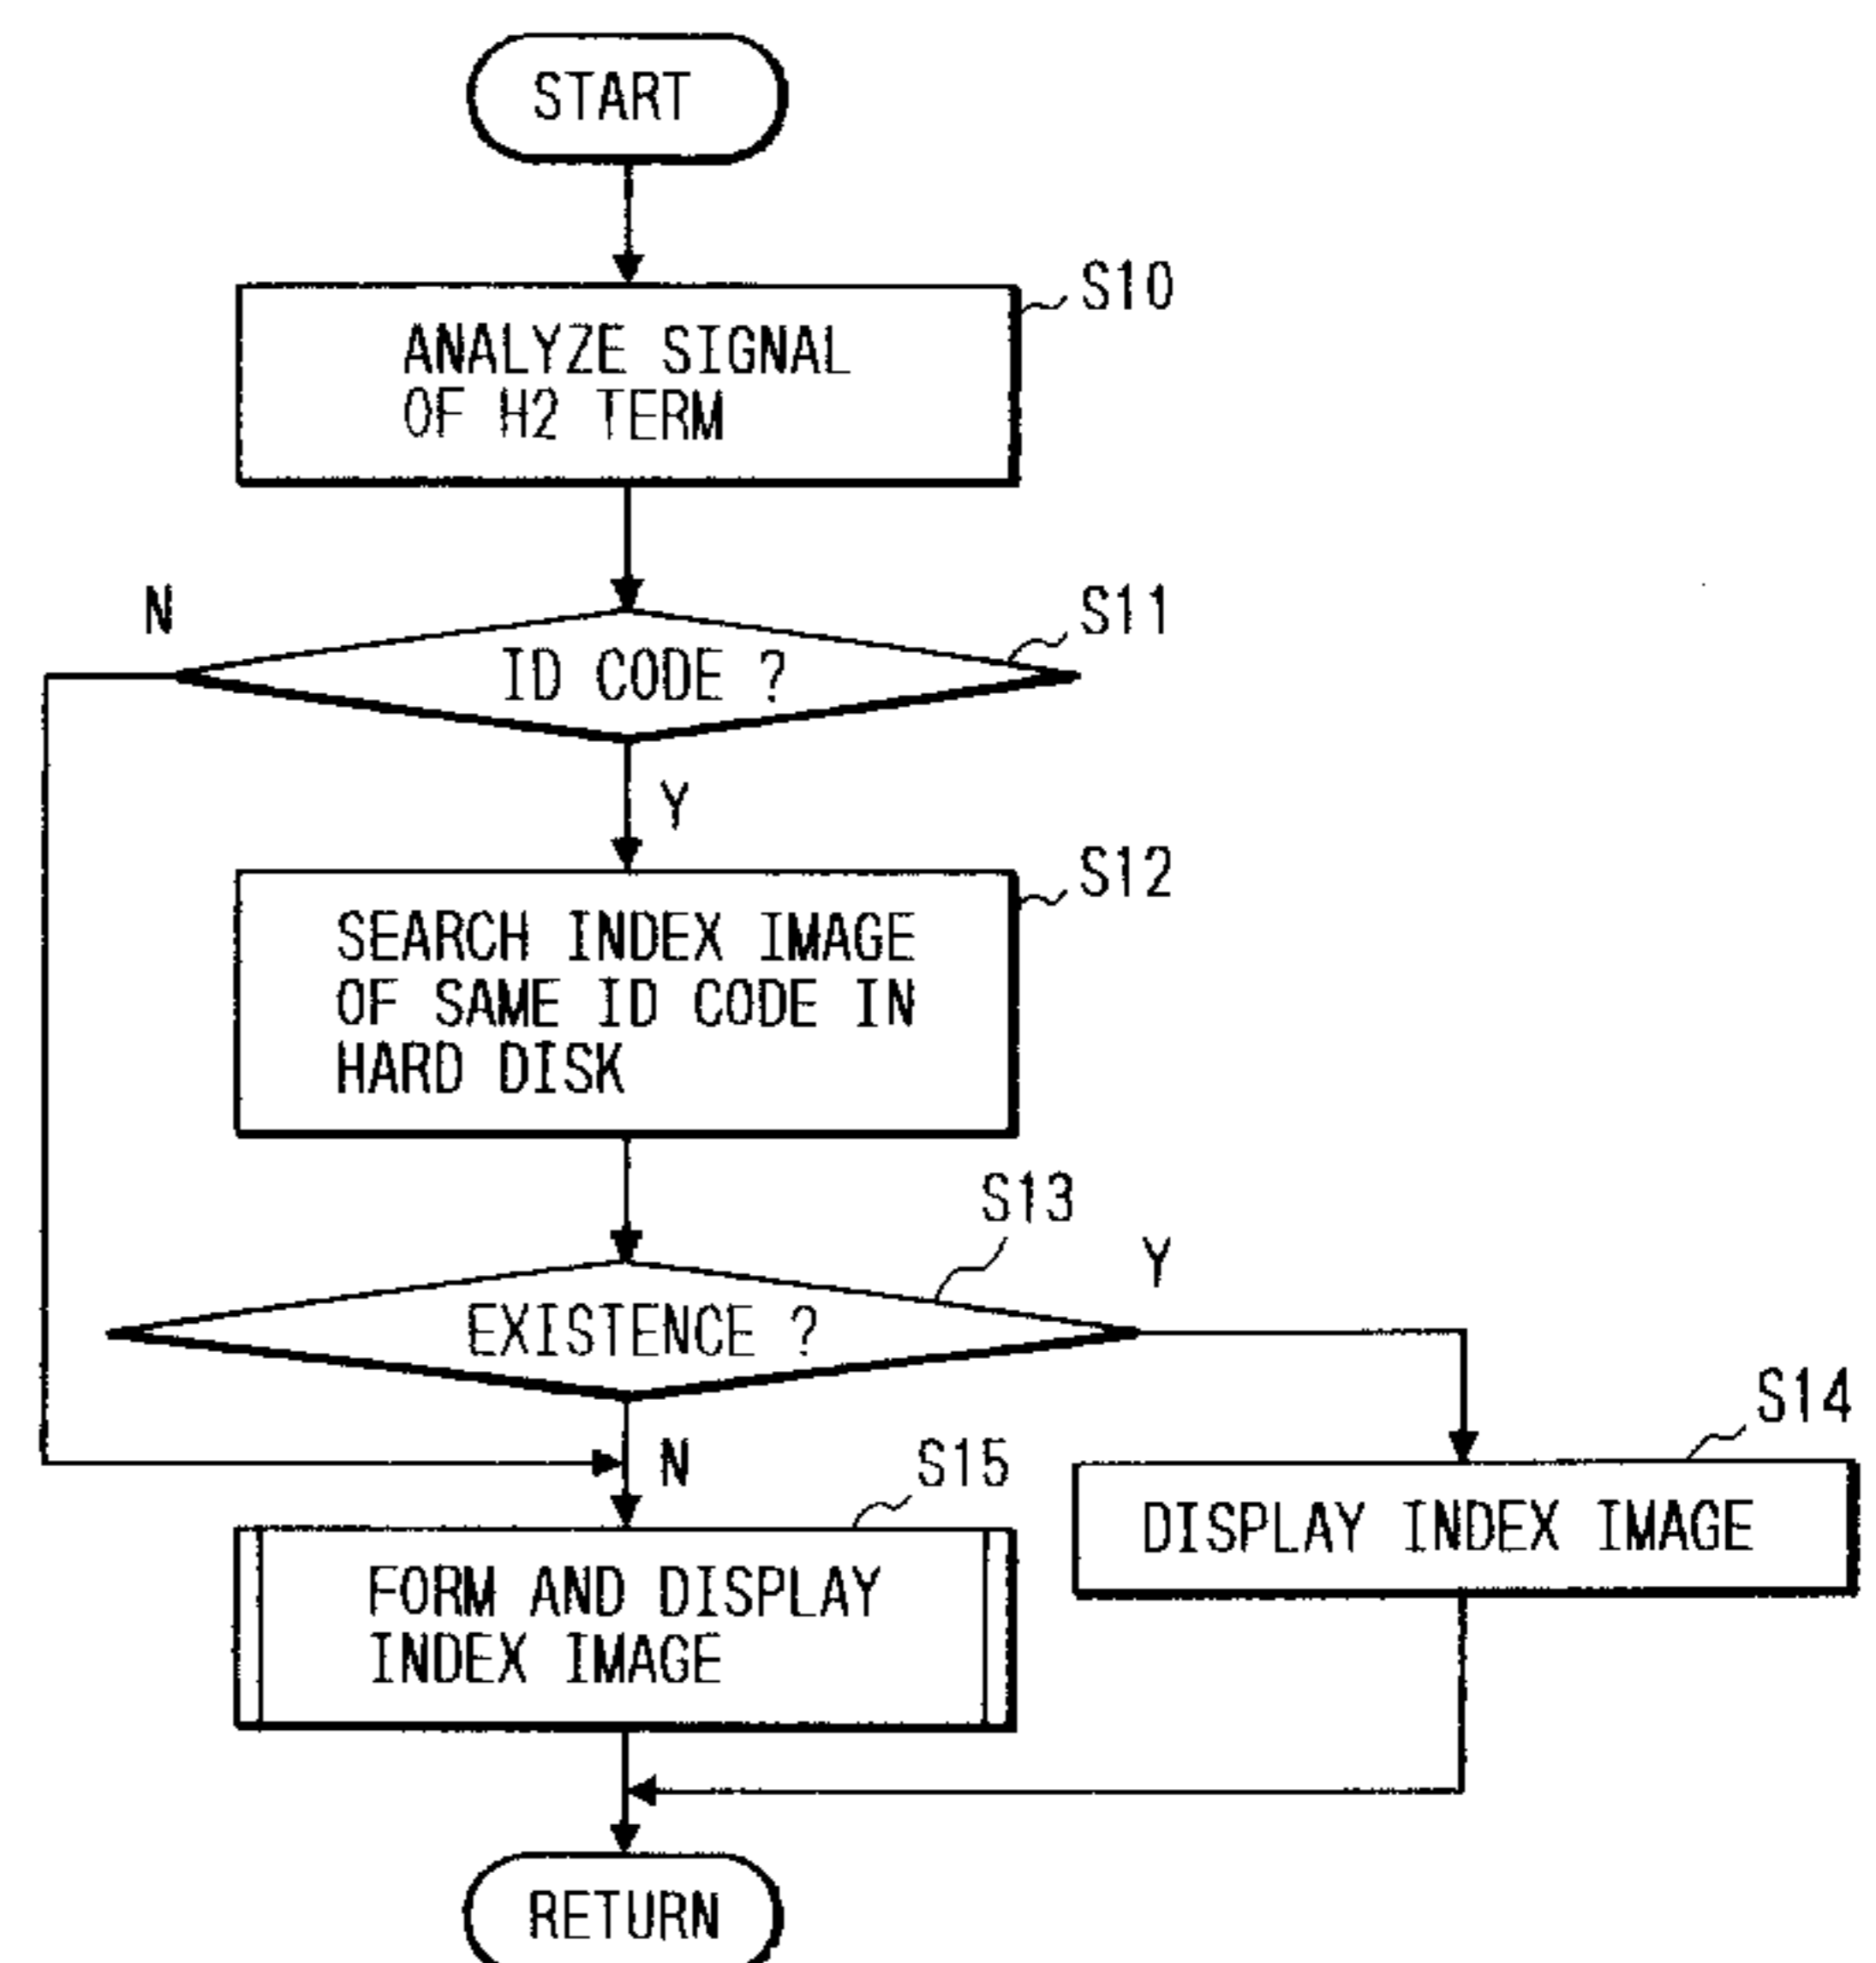 START
S10
ANALYZE SIGNAL
OF H2 TERM
N
S11
ID CODE ?
Y
S12
SEARCH INDEX IMAGE
OF SAME ID CODE IN
HARD DISK
S13
Y
EXISTENCE ?
S14
N
S15
DISPLAY INDEX IMAGE
FORM AND DISPLAY
INDEX IMAGE
RETURN